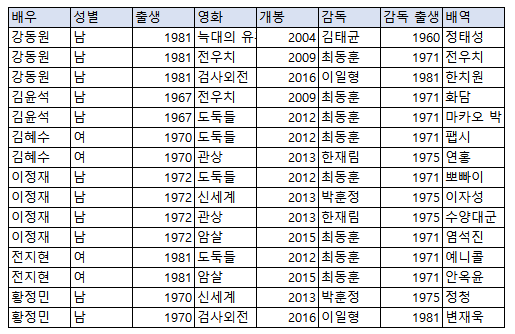 배우 성별 출생 영화 개봉 감독 감독 출생 배역
강동원 남 1981 늑대의 유 2004 김태균 1960 정태성
강동원 남 1981 전우치 2009 최동훈 1971 전우치
강동원 남 1981 검사외전 2016 이일형 1981 한치원
김윤석 남 1967 전우치 2009 최동훈 1971 화담
김윤석 남 1967 도둑들 2012 최동훈 1971 마카오 박
김혜수 여 1970 도둑들 2012 최동훈 1971 팹시
김혜수 여 1970 관상 2013 한재림 1975 연홍
이정재 남 1972 도둑들 2012 최동훈 1971 뽀빠이
이정재 남 1972 신세계 2013 박훈정 1975 이자성
이정재 남 1972 관상 2013 한재림 1975 수양대군
이정재 남 1972 암살 2015 최동훈 1971 염석진
전지현 여 1981 도둑들 2012 최동훈 1971 예니콜
전지현 여 1981 암살 2015 최동훈 1971 안옥윤
황정민 남 1970 신세계 2013 박훈정 1975 정청
황정민 남 1970 검사외전 2016 이일형 1981 변재욱